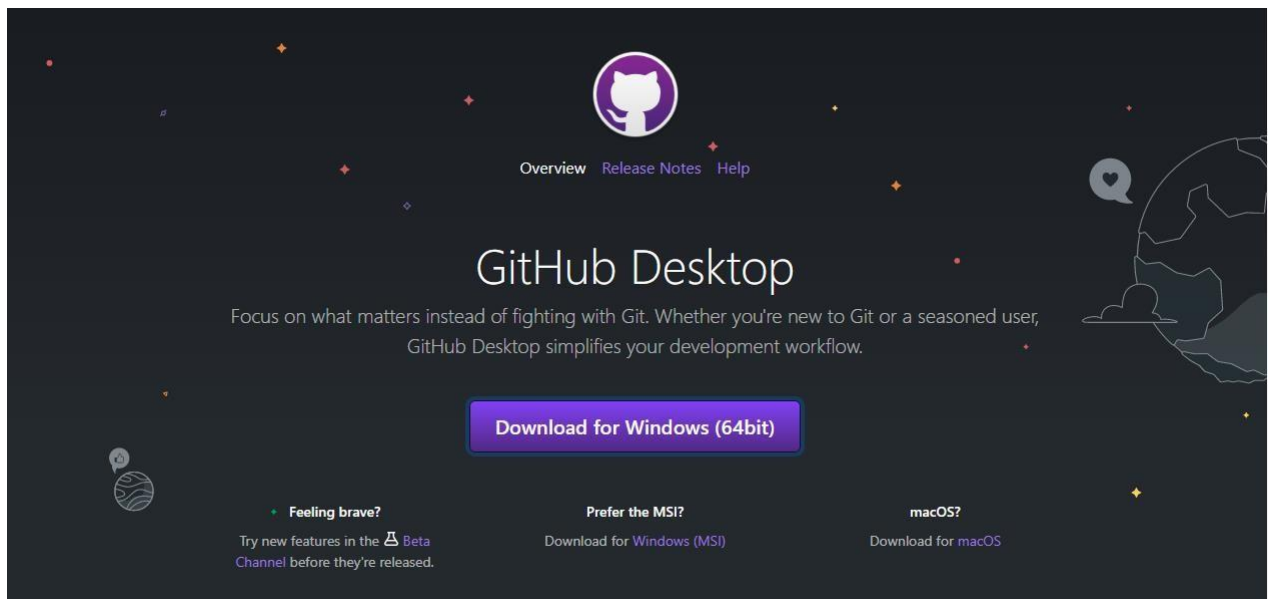 Overview Release Notes Help
GitHub Desktop
Focus on what matters instead of fighting with Git. Whether you're new to Git or a seasoned user,
GitHub Desktop simplifies your development workflow.
Download for Windows (64bit)
Feeling brave?
Try new features in the Beta
Channel before they're released.
Prefer the MSI?
Download for Windows (MSI)
macOS?
Download for macOS